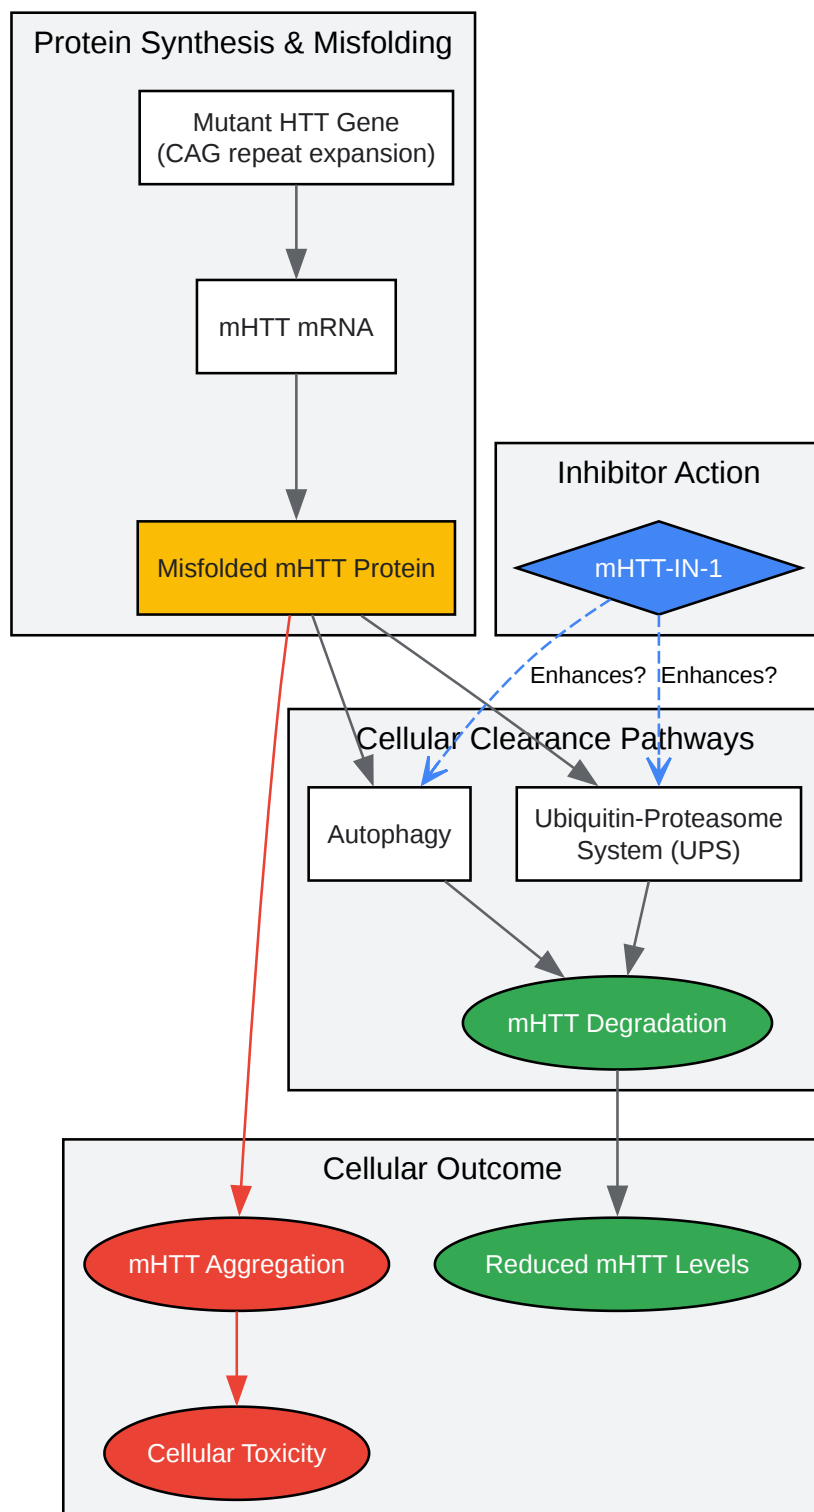 Protein Synthesis & Misfolding
Mutant HTT Gene
(CAG repeat expansion)
mHTT mRNA
Misfolded mHTT Protein
Inhibitor Action
mHTT-IN-1
Enhances?
Enhances?
Cellular Clearance Pathways
Autophagy
Ubiquitin-Proteasome
System (UPS)
mHTT Degradation
Cellular Outcome
mHTT Aggregation
Reduced mHTT Levels
Cellular Toxicity